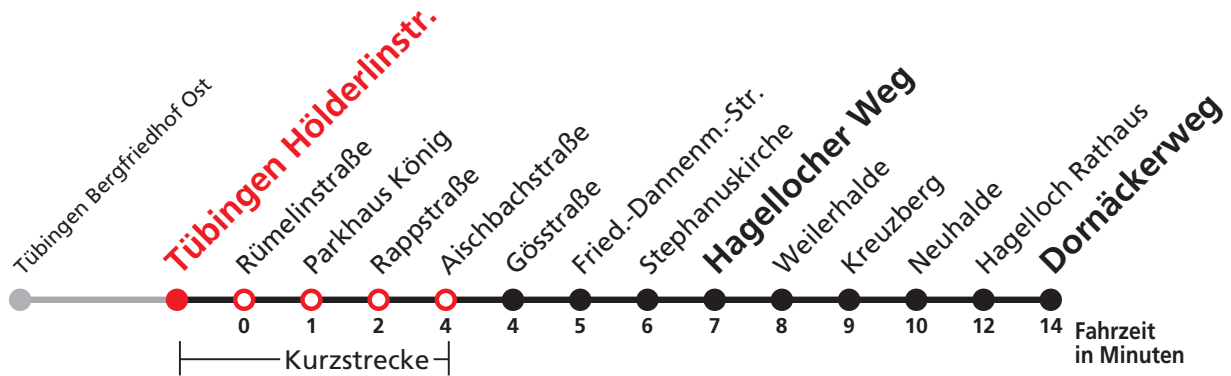 Tübingen Bergfriedhof Ost
Tübingen Hölderlinstr.
Rümelinstraße
Parkhaus König
Rappstraße
Aischbachstraße
Gösstraße
Fried.-Dannenm.-Str.
Stephanuskirche
Hagellocher Weg
Weilerhalde
Kreuzberg
Neuhalde
Hagelloch Rathaus
Dornäckerweg
0 1 2 4 4 5 6 7 8 9 10 12 14
Fahrzeit
in Minuten
Kurzstrecke